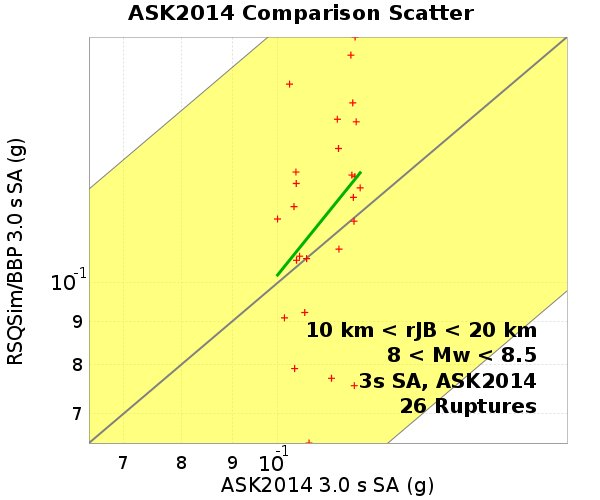 ASK2014 Comparison Scatter
RSQSim/BBP 3.0 s SA (g)
10^-1
9
8
7
10 km < rJB < 20 km
8 < Mw < 8.5
3s SA, ASK2014
26 Ruptures
7 8 9 10^-1
ASK2014 3.0 s SA (g)